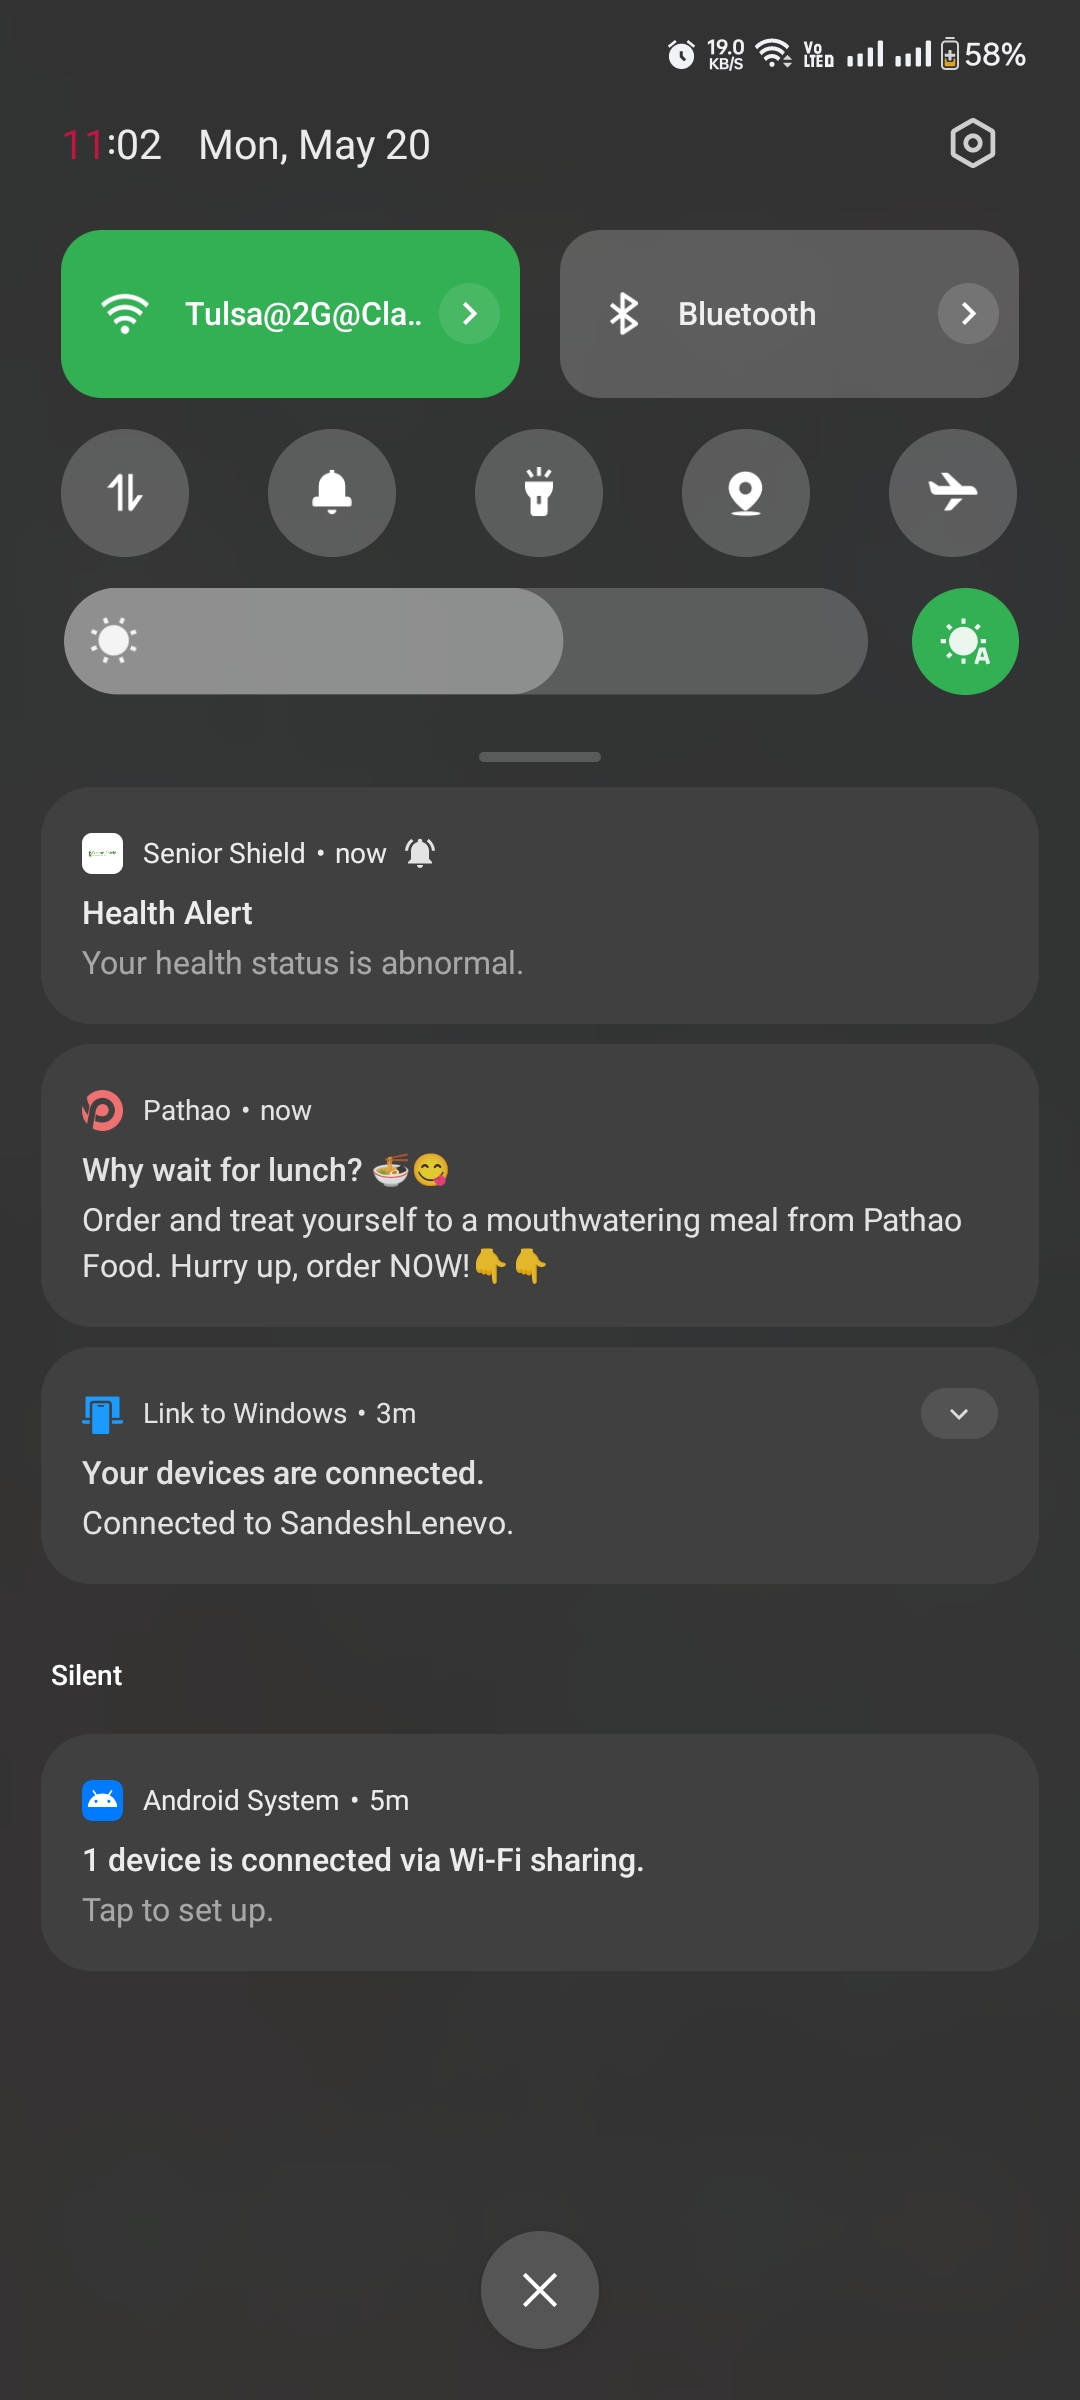 19.0
KB/S
Vo
LTE
58%
11:02 Mon, May 20
Tulsa@2G@Cla..
Bluetooth
A
Senior Shield • now
Health Alert
Your health status is abnormal.
Pathao • now
Why wait for lunch? 🍜😋
Order and treat yourself to a mouthwatering meal from Pathao
Food. Hurry up, order NOW!👇👇
Link to Windows • 3m
Your devices are connected.
Connected to SandeshLenevo.
Silent
Android System • 5m
1 device is connected via Wi-Fi sharing.
Tap to set up.